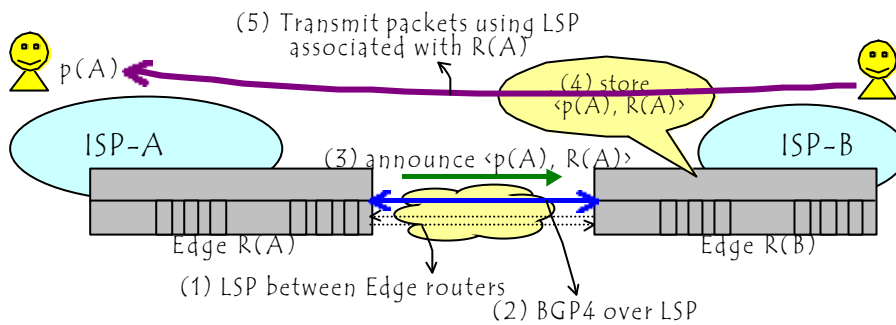 (5) Transmit packets using LSP
associated with R(A)
p(A)
(4) store
<p(A), R(A)>
ISP-A
ISP-B
(3) announce <p(A), R(A)>
Edge R(A)
Edge R(B)
(1) LSP between Edge routers
(2) BGP4 over LSP